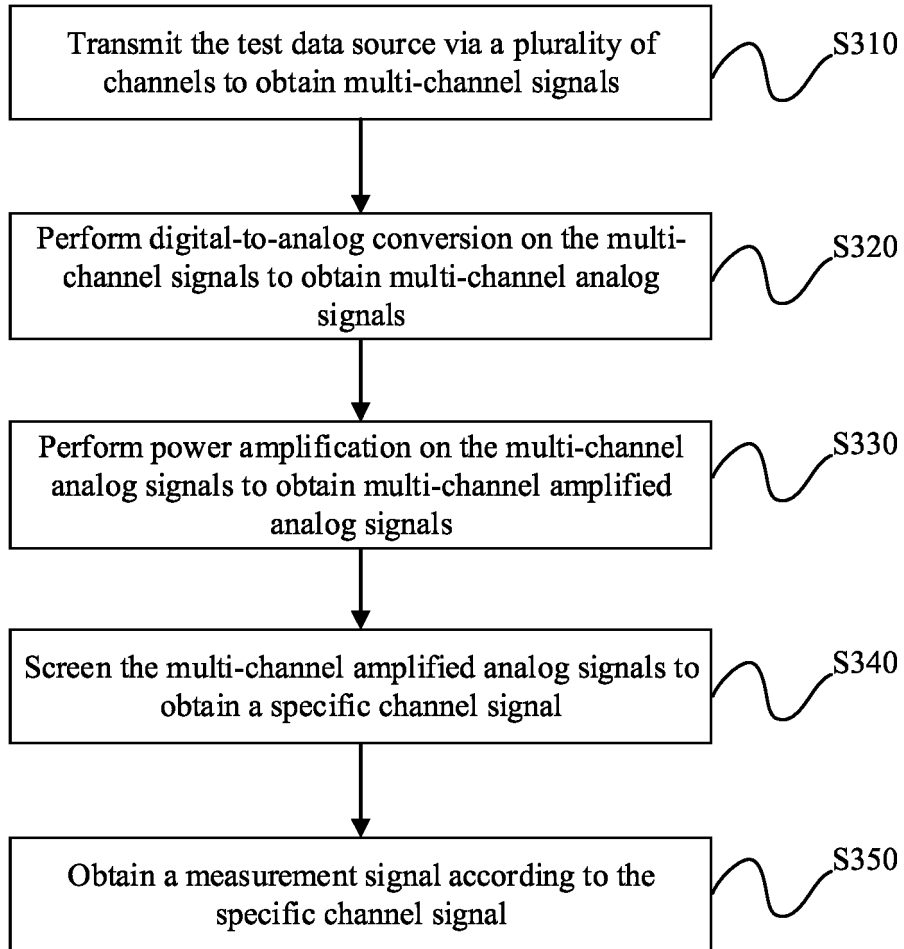 Transmit the test data source via a plurality of
channels to obtain multi-channel signals
S310
Perform digital-to-analog conversion on the multi-
channel signals to obtain multi-channel analog
signals
S320
Perform power amplification on the multi-channel
analog signals to obtain multi-channel amplified
analog signals
S330
Screen the multi-channel amplified analog signals to
obtain a specific channel signal
S340
Obtain a measurement signal according to the
specific channel signal
S350